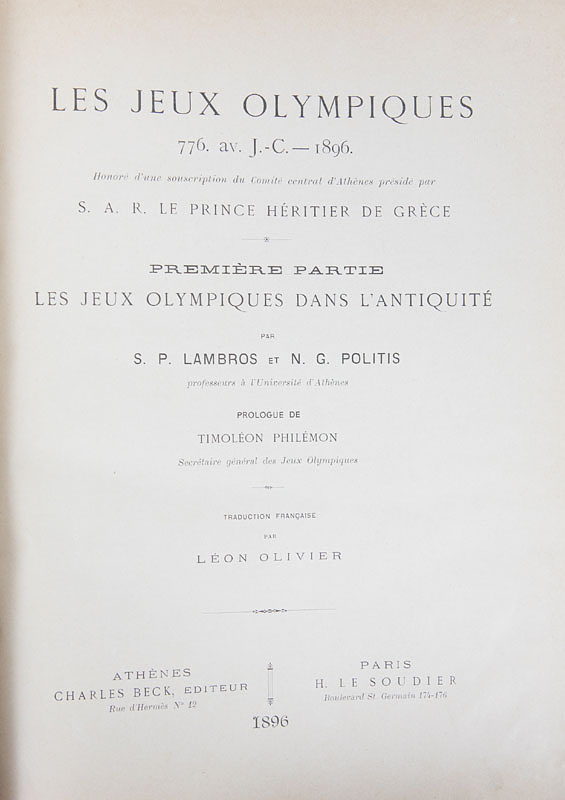 LES JEUX OLYMPIQUES
776. av. J.-C. — 1896.
Honoré d'une souscription du Comité central d'Athènes présidé par
S. A. R. LE PRINCE HÉRITIER DE GRÈCE
PREMIÈRE PARTIE
LES JEUX OLYMPIQUES DANS L'ANTIQUITÉ
PAR
S. P. LAMBROS ET N. G. POLITIS
professeurs à l'Université d'Athènes
PROLOGUE DE
TIMOLÉON PHILÉMON
Secrétaire général des Jeux Olympiques
TRADUCTION FRANÇAISE
PAR
LÉON OLIVIER
ATHÈNES
CHARLES BECK, EDITEUR
Rue d'Hermès Nº 12
PARIS
H. LE SOUDIER
Boulevard St Germain 174-176
1896